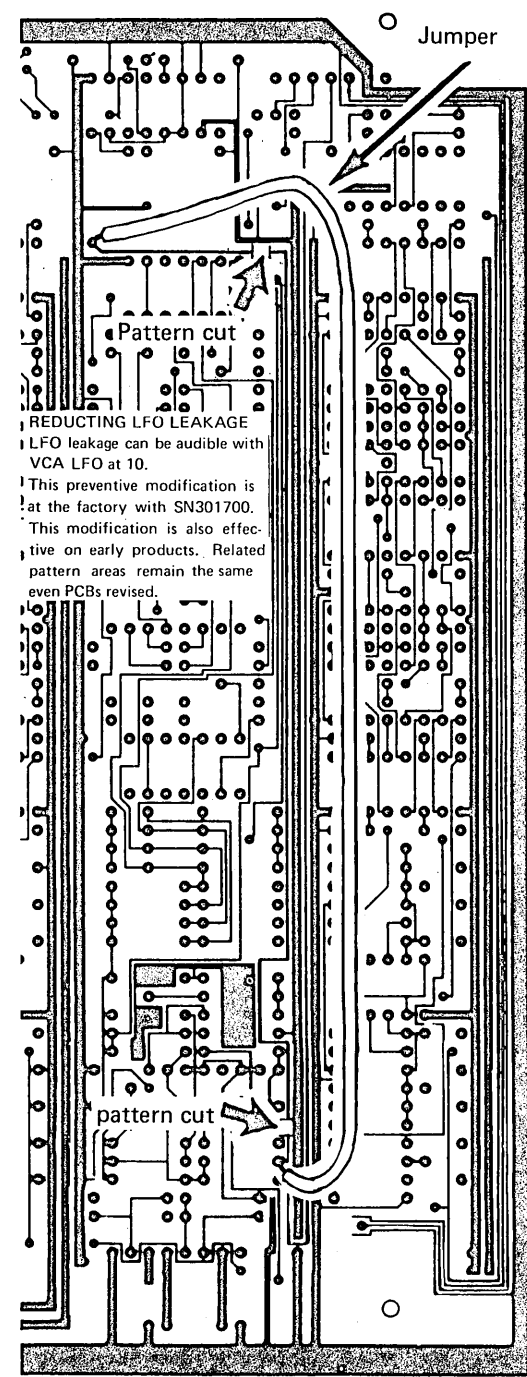 Jumper
Pattern cut
REDUCTING LFO LEAKAGE
LFO leakage can be audible with
VCA LFO at 10.
This preventive modification is
at the factory with SN301700.
This modification is also effec-
tive on early products. Related
pattern areas remain the same
even PCBs revised.
pattern cut